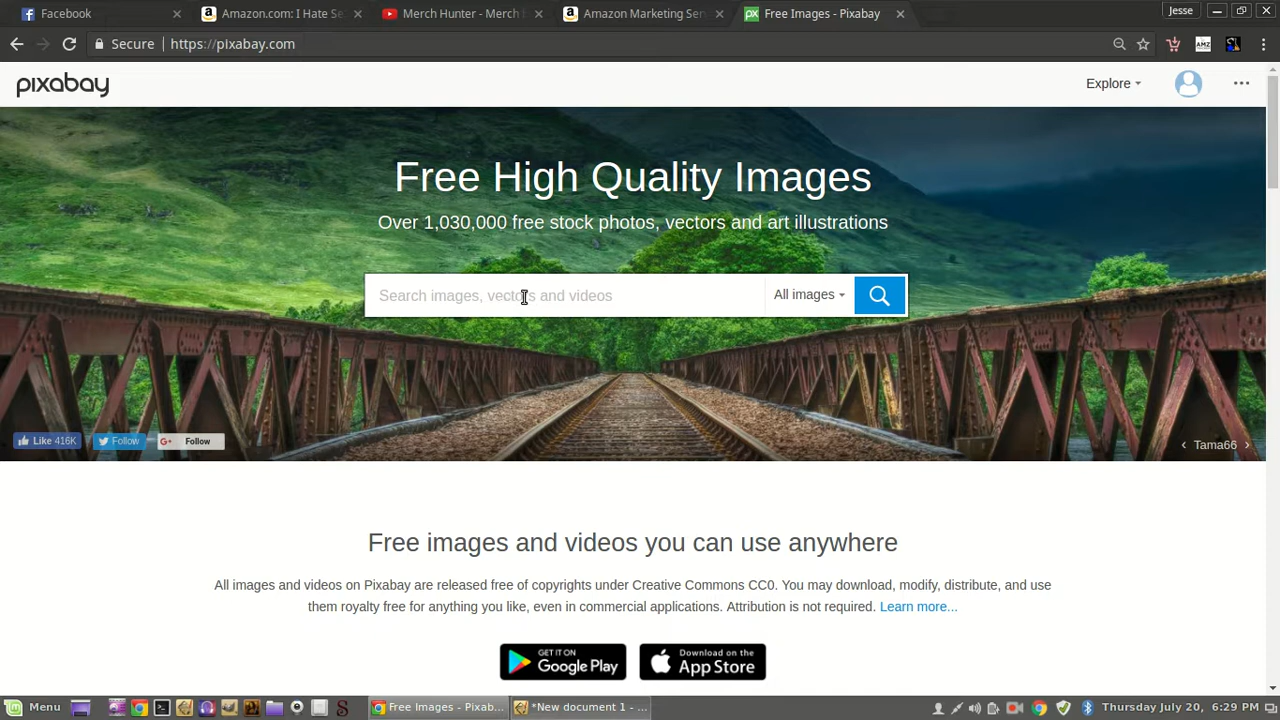 Facebook
Amazon.com: I Hate Se
Merch Hunter - Merch
Amazon Marketing Ser
Free Images - Pixabay
Jesse
Secure
https://pixabay.com
AMZ
pixabay
Explore
Free High Quality Images
Over 1,030,000 free stock photos, vectors and art illustrations
Search images, vectors and videos
All images
Like 416K
Follow
G+ Follow
Tama66
Free images and videos you can use anywhere
All images and videos on Pixabay are released free of copyrights under Creative Commons CC0. You may download, modify, distribute, and use
them royalty free for anything you like, even in commercial applications. Attribution is not required. Learn more...
GET IT ON
Google Play
Download on the
App Store
Menu
Free Images - Pixab...
*New document 1 - ...
Thursday July 20, 6:29 PM